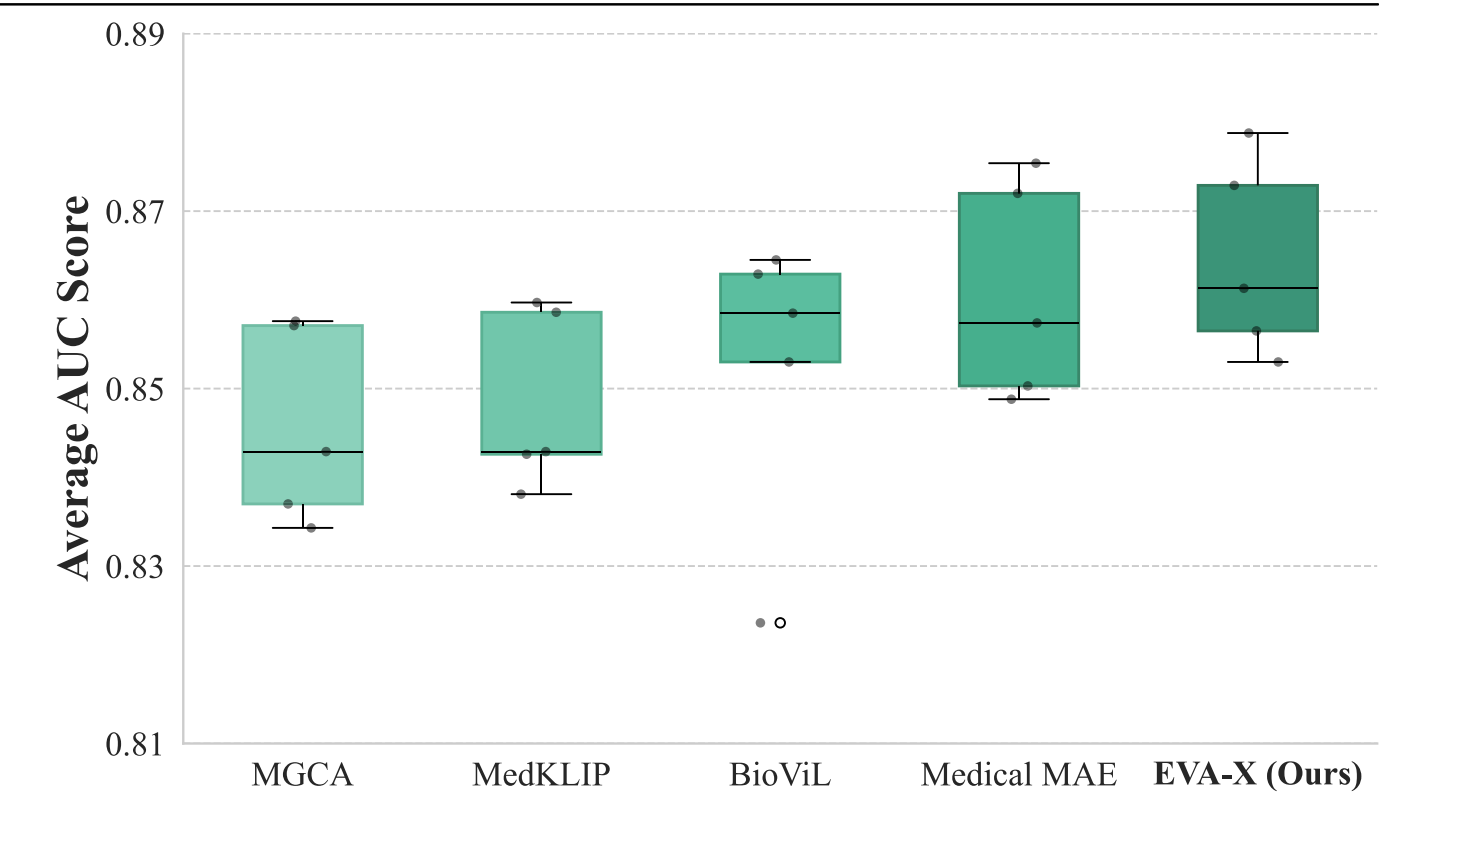 0.89
0.87
0.85
0.83
0.81
Average AUC Score
MGCA
MedKLIP
BioViL
Medical MAE
EVA-X (Ours)